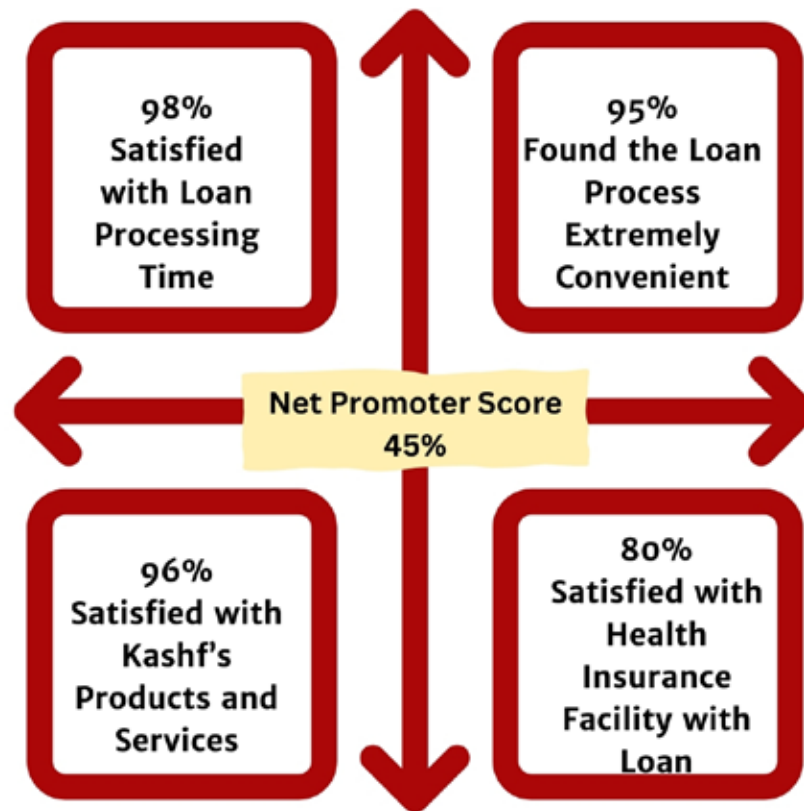 98%
Satisfied
with Loan
Processing
Time
95%
Found the Loan
Process
Extremely
Convenient
Net Promoter Score
45%
96%
Satisfied with
Kashf's
Products and
Services
80%
Satisfied with
Health
Insurance
Facility with
Loan